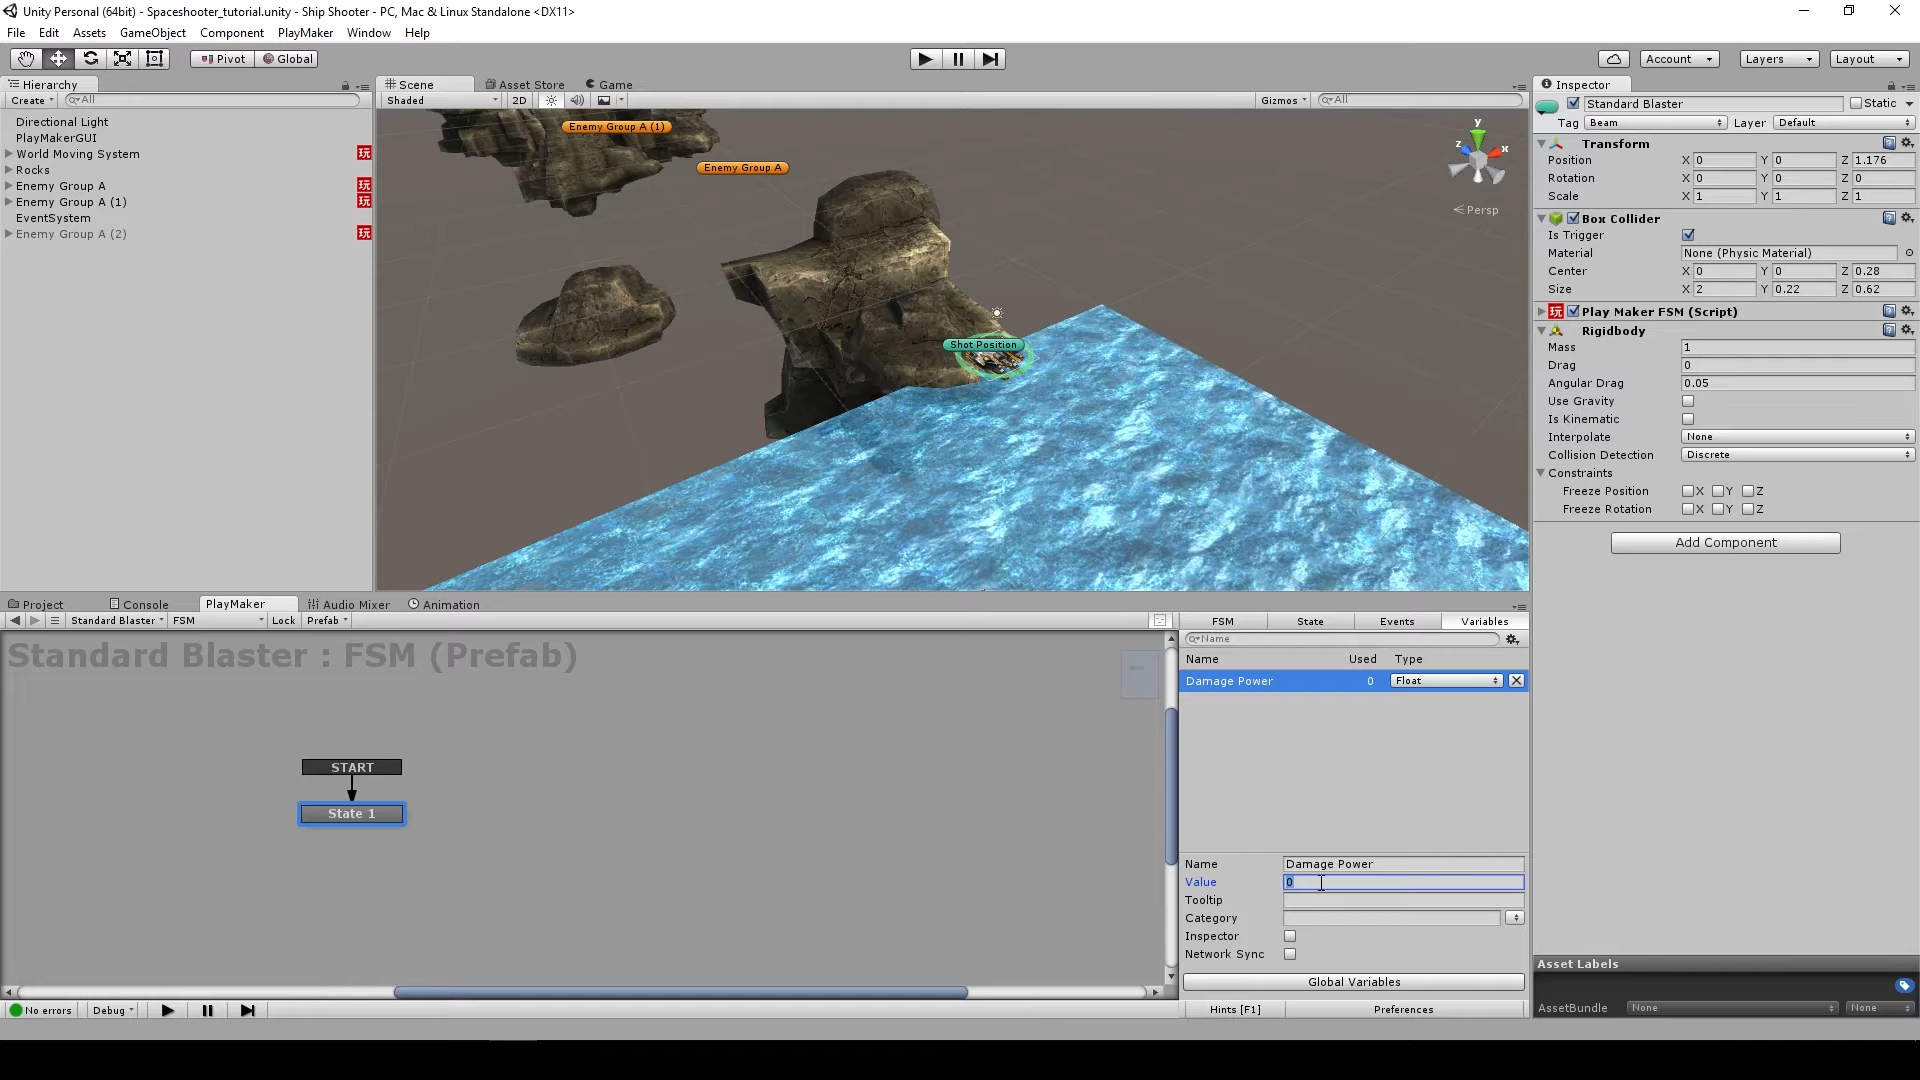 Unity Personal (64bit) - Spaceshooter_tutorial.unity - Ship Shooter - PC, Mac & Linux Standalone <DX11>
File Edit Assets GameObject Component PlayMaker Window Help
Pivot Global Account Layers Layout
Hierarchy
Create All
Directional Light
PlayMakerGUI
World Moving System 玩
Rocks
Enemy Group A 玩
Enemy Group A (1) 玩
EventSystem
Enemy Group A (2) 玩
Scene Asset Store Game
Shaded 2D Gizmos All
Enemy Group A (1)
Enemy Group A
Shot Position
y
z x
Persp
Inspector
Standard Blaster Static
Tag Beam Layer Default
Transform
Position X 0 Y 0 Z 1.176
Rotation X 0 Y 0 Z 0
Scale X 1 Y 1 Z 1
Box Collider
Is Trigger
Material None (Physic Material)
Center X 0 Y 0 Z 0.28
Size X 2 Y 0.22 Z 0.62
玩 Play Maker FSM (Script)
Rigidbody
Mass 1
Drag 0
Angular Drag 0.05
Use Gravity
Is Kinematic
Interpolate None
Collision Detection Discrete
Constraints
Freeze Position X Y Z
Freeze Rotation X Y Z
Add Component
Asset Labels
AssetBundle None None
Project Console PlayMaker Audio Mixer Animation
Standard Blaster FSM Lock Prefab
Standard Blaster : FSM (Prefab)
START
State 1
FSM State Events Variables
Name
Name Used Type
Damage Power 0 Float
Name Damage Power
Value 0
Tooltip
Category
Inspector
Network Sync
Global Variables
No errors Debug
Hints [F1] Preferences